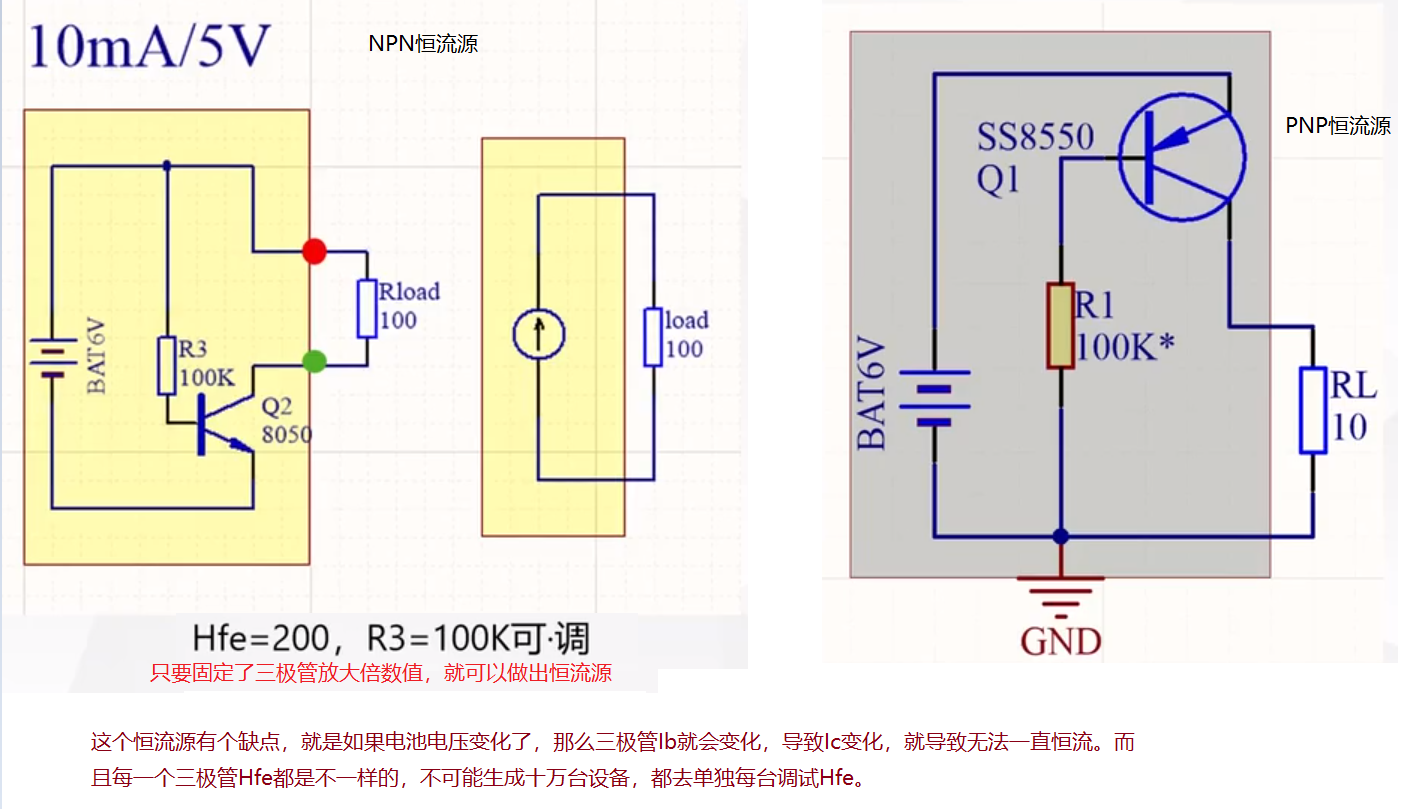 10mA/5V
NPN恒流源
BAT6V
R3
100K
Q2
8050
Rload
100
load
100
Hfe=200，R3=100K可·调
只要固定了三极管放大倍数值，就可以做出恒流源
PNP恒流源
SS8550
Q1
R1
100K*
BAT6V
RL
10
GND
这个恒流源有个缺点，就是如果电池电压变化了，那么三极管Ib就会变化，导致Ic变化，就导致无法一直恒流。而
且每一个三极管Hfe都是不一样的，不可能生成十万台设备，都去单独每台调试Hfe。